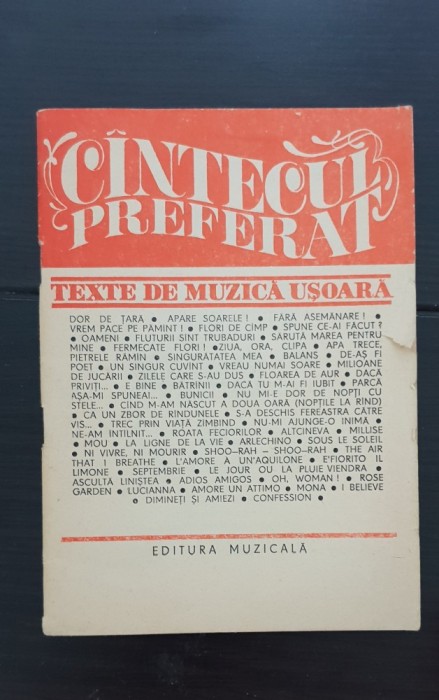 CÎNTECUL
PREFERAT
TEXTE DE MUZICĂ UȘOARĂ
DOR DE ȚARĂ • APARE SOARELE ! • FĂRĂ ASEMĂNARE ! •
VREM PACE PE PĂMÎNT ! • FLORI DE CÎMP • SPUNE CE-AI FĂCUT ?
• OAMENI • FLUTURII SÎNT TRUBADURI • SĂRUTĂ MAREA PENTRU
MINE • FERMECATE FLORI ! • ZIUA, ORA, CLIPA • APA TRECE,
PIETRELE RĂMÎN • SINGURĂTATEA MEA • BALANS • DE-AȘ FI
POET • UN SINGUR CUVÎNT • VREAU NUMAI SOARE • MILIOANE
DE JUCĂRII • ZILELE CARE S-AU DUS • FLOAREA DE AUR • DACĂ
PRIVIȚI... • E BINE • BĂTRÎNII • DACĂ TU M-AI FI IUBIT • PARCĂ
AȘA-MI SPUNEAI... • BUNICII • NU MI-E DOR DE NOPȚI CU
STELE... • CÎND M-AM NĂSCUT A DOUA OARĂ (NOPȚILE LA RÎND)
• CA UN ZBOR DE RÎNDUNELE • S-A DESCHIS FEREASTRA CĂTRE
VIS... • TREC PRIN VIAȚĂ ZÎMBIND • NU-MI AJUNGE-O INIMĂ •
NE-AM ÎNTÎLNIT... • ROATA FECIORILOR • ALTCINEVA • MILLISE
• MOU • LA LIGNE DE LA VIE • ARLECHINO • SOUS LE SOLEIL
• NI VIVRE, NI MOURIR • SHOO—RAH — SHOO—RAH • THE AIR
THAT I BREATHE • L'AMORE È UN'AQUILONE • E'FIORITO IL
LIMONE • SEPTEMBRIE • LE JOUR OU LA PLUIE VIENDRA •
ASCULTĂ LINIȘTEA • ADIOS AMIGOS • OH, WOMAN ! • ROSE
GARDEN • LUCIANNA • AMORE UN ATTIMO • MONA • I BELIEVE
• DIMINEȚI ȘI AMIEZI • CONFESSION •
EDITURA MUZICALĂ